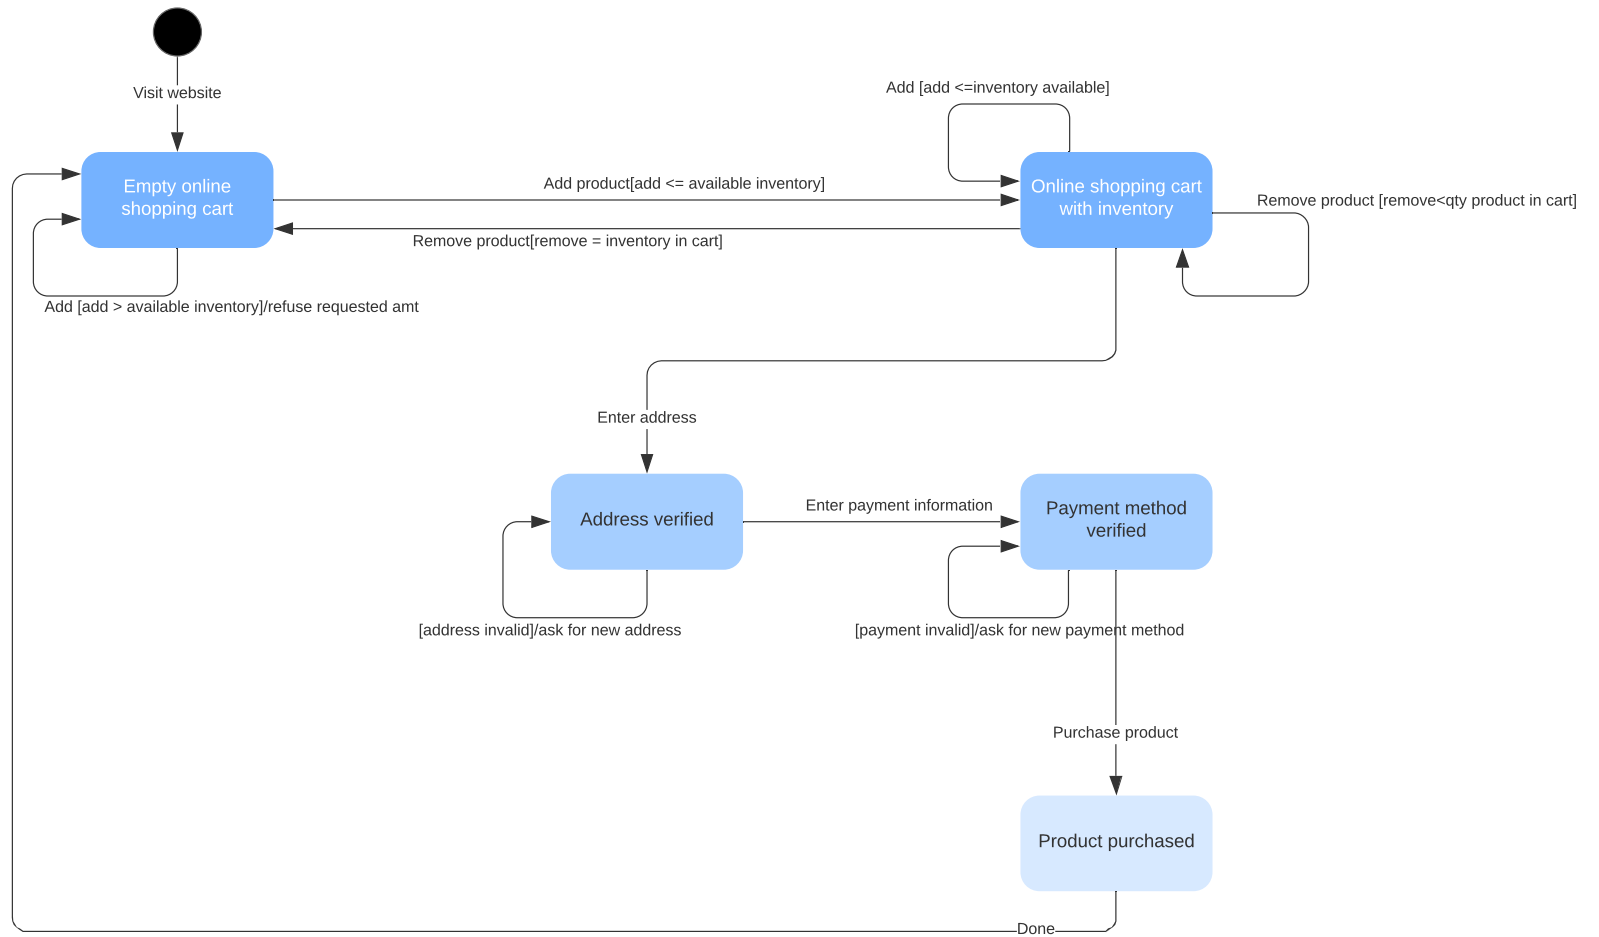 Visit website
Add [add <=inventory available]
Empty online
shopping cart
Add product[add <= available inventory]
Online shopping cart
with inventory
Remove product [remove<qty product in cart]
Remove product[remove = inventory in cart]
Add [add > available inventory]/refuse requested amt
Enter address
Address verified
Enter payment information
Payment method
verified
[address invalid]/ask for new address
[payment invalid]/ask for new payment method
Purchase product
Product purchased
Done